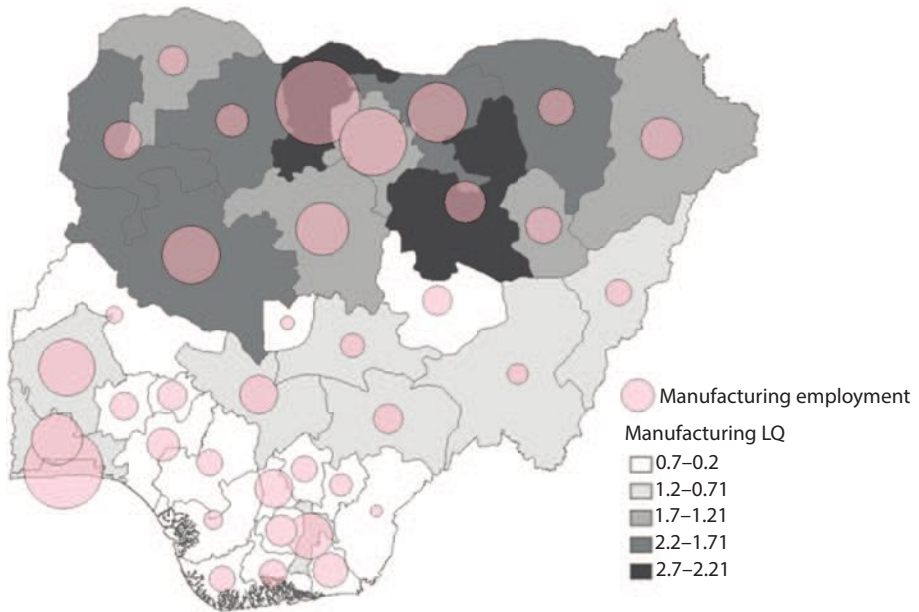 Manufacturing employment
Manufacturing LQ
0.7–0.2
1.2–0.71
1.7–1.21
2.2–1.71
2.7–2.21